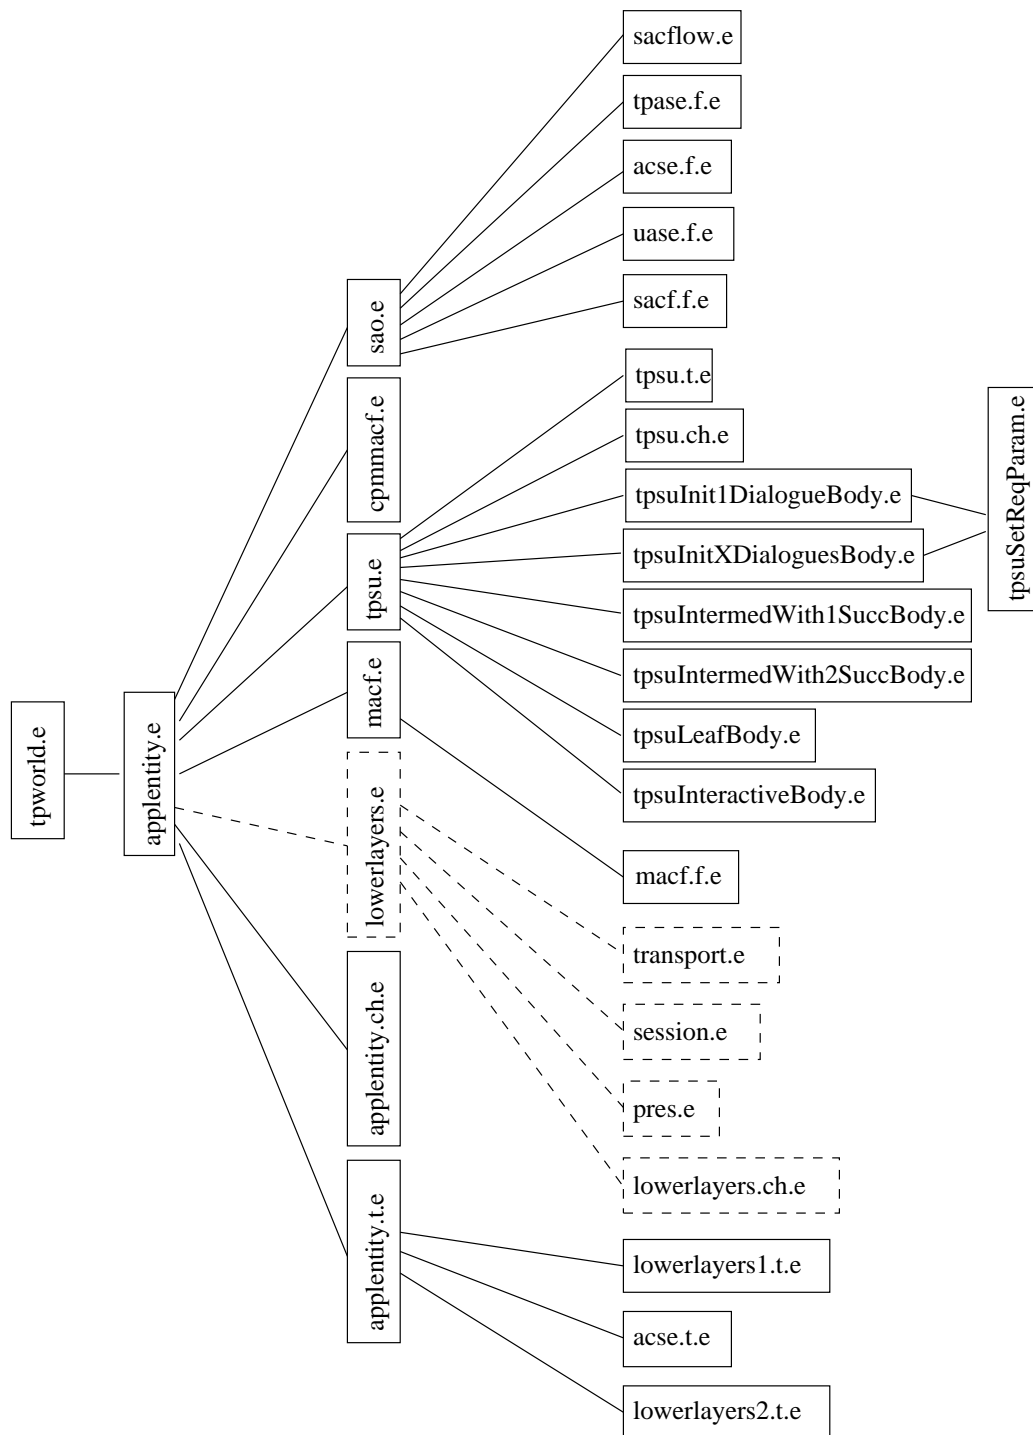 tpworld.e
applentity.e
sao.e
cpmmacf.e
tpsu.e
macf.e
lowerlayers.e
applentity.ch.e
applentity.t.e
sacflow.e
tpase.f.e
acse.f.e
uase.f.e
sacf.f.e
tpsu.t.e
tpsu.ch.e
tpsuInit1DialogueBody.e
tpsuInitXDialoguesBody.e
tpsuIntermedWith1SuccBody.e
tpsuIntermedWith2SuccBody.e
tpsuLeafBody.e
tpsuInteractiveBody.e
macf.f.e
transport.e
session.e
pres.e
lowerlayers.ch.e
lowerlayers1.t.e
acse.t.e
lowerlayers2.t.e
tpsuSetReqParam.e